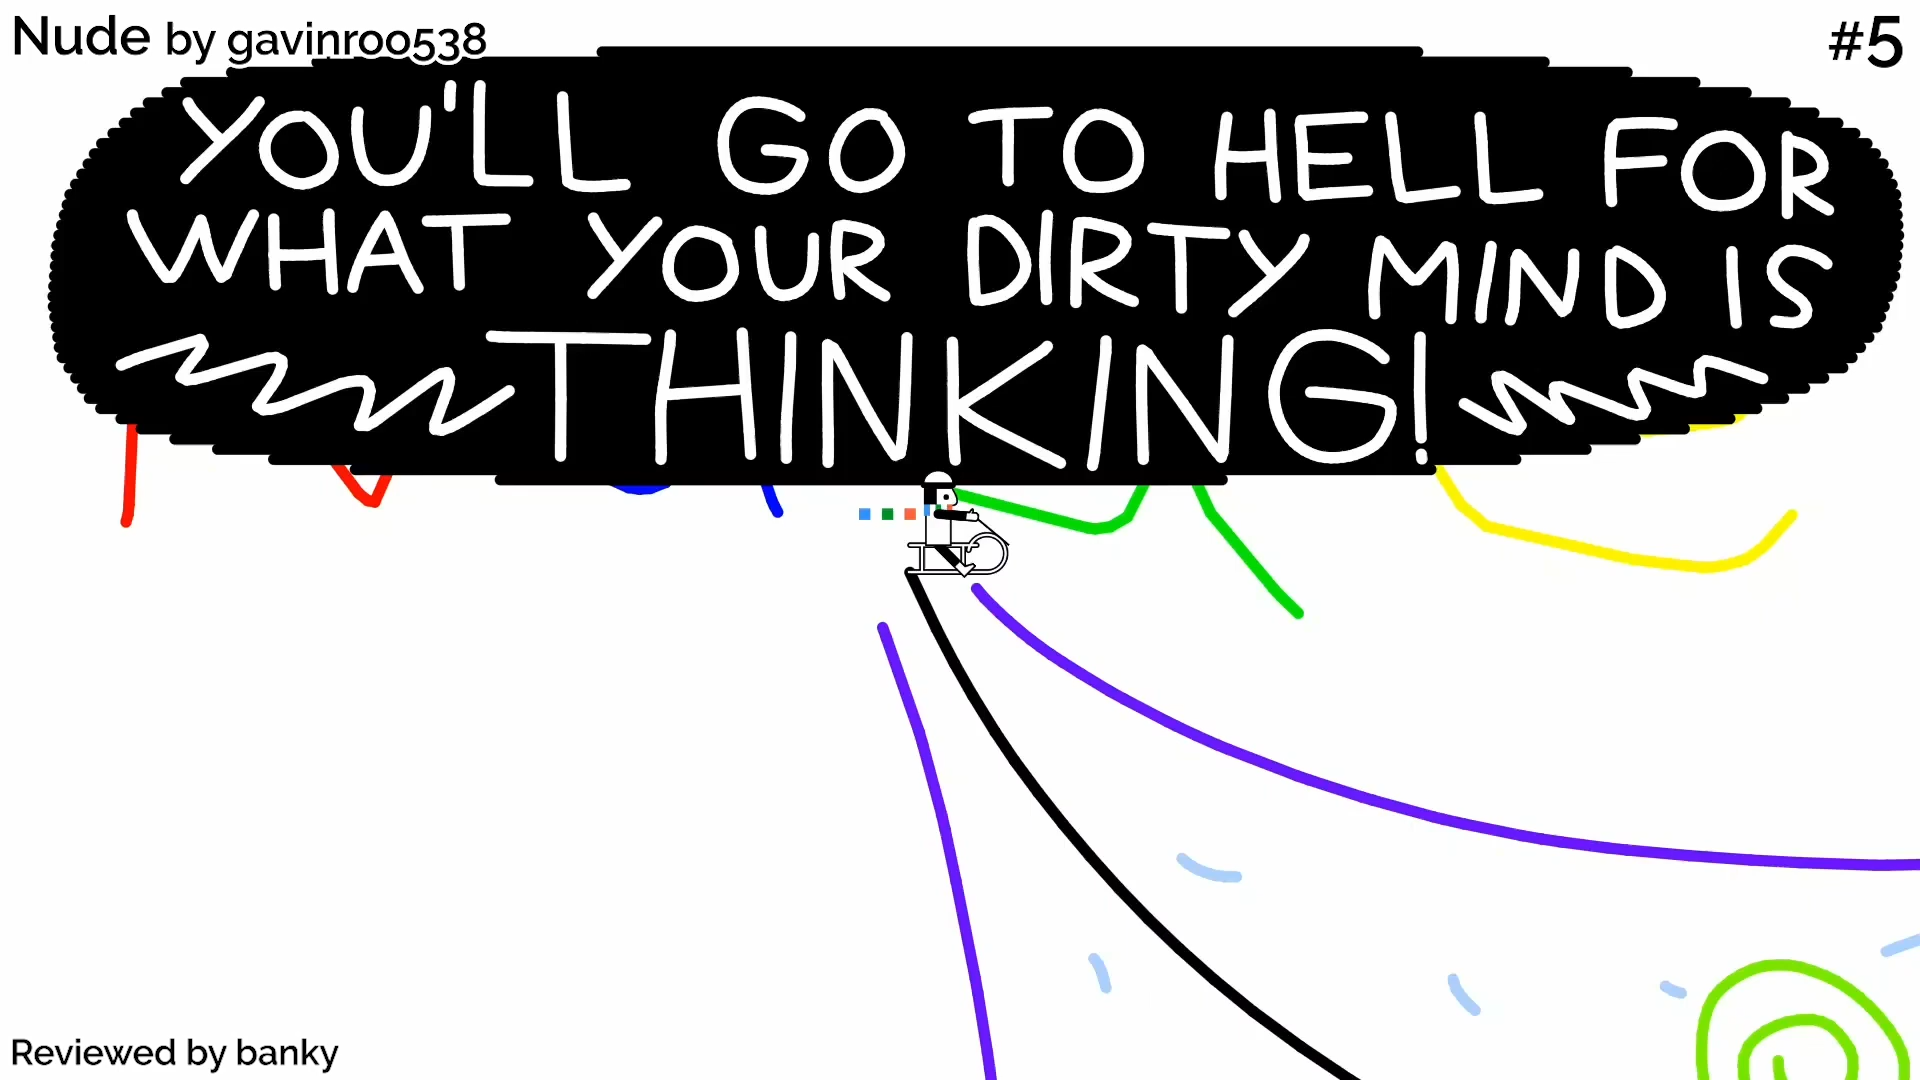 Nude by gavinroo538
#5
YOU'LL GO TO HELL FOR
WHAT YOUR DIRTY MIND IS
THINKING!
Reviewed by banky